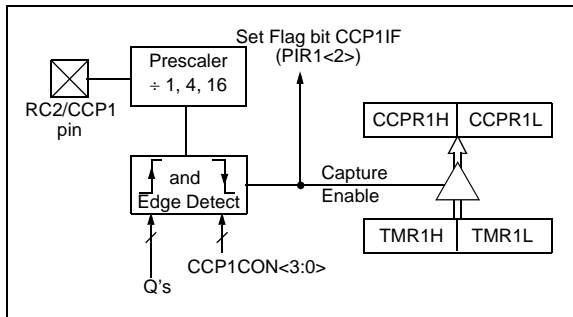 Set Flag bit CCP1IF
(PIR1<2>)
Prescaler
÷ 1, 4, 16
RC2/CCP1
pin
CCPR1H CCPR1L
and
Edge Detect
Capture
Enable
TMR1H TMR1L
CCP1CON<3:0>
Q's